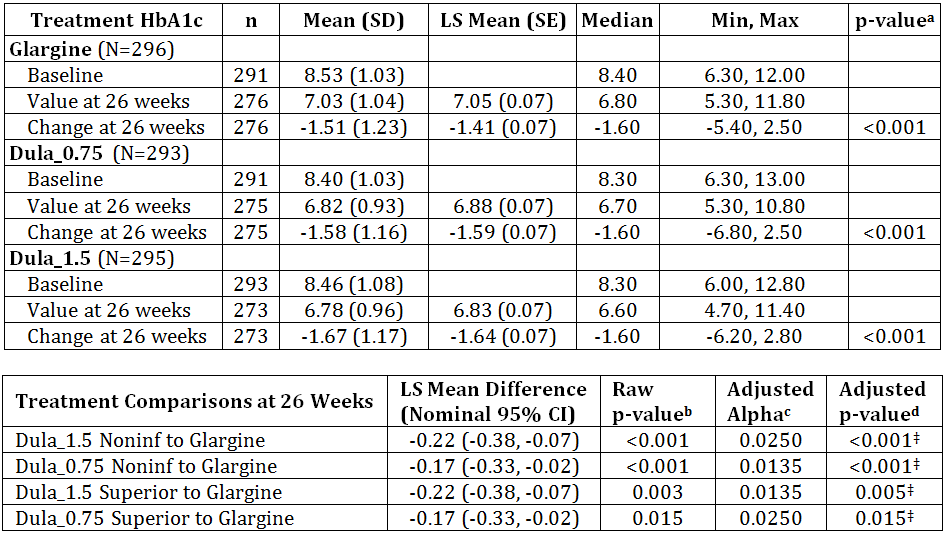 Treatment HbA1c n Mean (SD) LS Mean (SE) Median Min, Max p-valueᵃ
Glargine (N=296)
Baseline 291 8.53 (1.03) 8.40 6.30, 12.00
Value at 26 weeks 276 7.03 (1.04) 7.05 (0.07) 6.80 5.30, 11.80
Change at 26 weeks 276 -1.51 (1.23) -1.41 (0.07) -1.60 -5.40, 2.50 <0.001
Dula_0.75 (N=293)
Baseline 291 8.40 (1.03) 8.30 6.30, 13.00
Value at 26 weeks 275 6.82 (0.93) 6.88 (0.07) 6.70 5.30, 10.80
Change at 26 weeks 275 -1.58 (1.16) -1.59 (0.07) -1.60 -6.80, 2.50 <0.001
Dula_1.5 (N=295)
Baseline 293 8.46 (1.08) 8.30 6.00, 12.80
Value at 26 weeks 273 6.78 (0.96) 6.83 (0.07) 6.60 4.70, 11.40
Change at 26 weeks 273 -1.67 (1.17) -1.64 (0.07) -1.60 -6.20, 2.80 <0.001
Treatment Comparisons at 26 Weeks LS Mean Difference (Nominal 95% CI) Raw p-valueᵇ Adjusted Alphaᶜ Adjusted p-valueᵈ
Dula_1.5 Noninf to Glargine -0.22 (-0.38, -0.07) <0.001 0.0250 <0.001‡
Dula_0.75 Noninf to Glargine -0.17 (-0.33, -0.02) <0.001 0.0135 <0.001‡
Dula_1.5 Superior to Glargine -0.22 (-0.38, -0.07) 0.003 0.0135 0.005‡
Dula_0.75 Superior to Glargine -0.17 (-0.33, -0.02) 0.015 0.0250 0.015‡